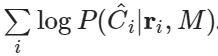 $\sum_{i} \log P(\hat{C}_i | \mathbf{r}_i, M)$.